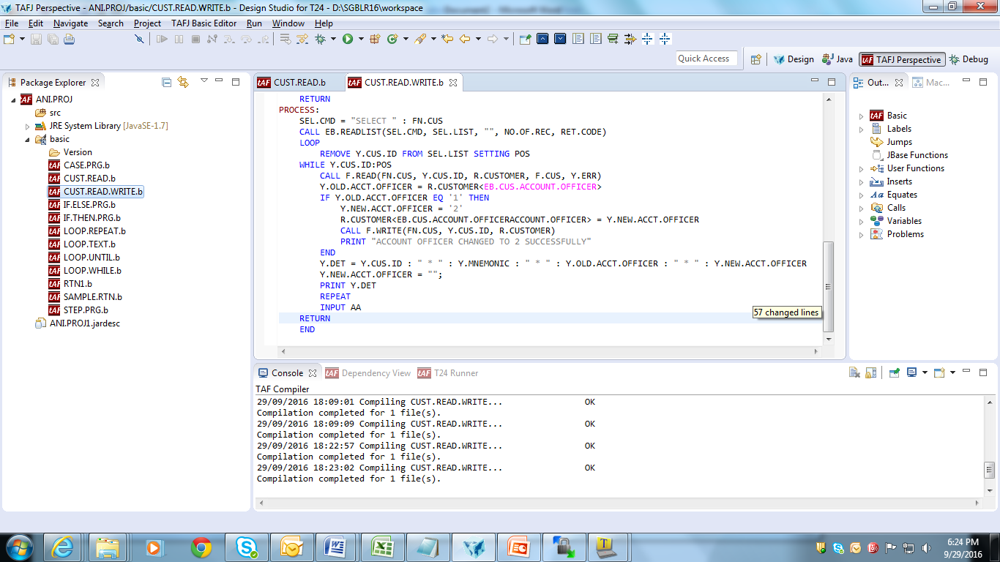 TAFJ Perspective - ANI.PROJ/basic/CUST.READ.WRITE.b - Design Studio for T24 - D:\SGBLR16\workspace
File Edit Navigate Search Project TAFJ Basic Editor Run Window Help
Quick Access
Design
Java
TAFJ Perspective
Debug
Package Explorer
ANI.PROJ
src
JRE System Library [JavaSE-1.7]
basic
Version
CASE.PRG.b
CUST.READ.b
CUST.READ.WRITE.b
IF.ELSE.PRG.b
IF.THEN.PRG.b
LOOP.REPEAT.b
LOOP.TEXT.b
LOOP.UNTIL.b
LOOP.WHILE.b
RTN1.b
SAMPLE.RTN.b
STEP.PRG.b
ANI.PROJ1.jardesc
CUST.READ.b
CUST.READ.WRITE.b
RETURN
PROCESS:
SEL.CMD = "SELECT " : FN.CUS
CALL EB.READLIST(SEL.CMD, SEL.LIST, "", NO.OF.REC, RET.CODE)
LOOP
REMOVE Y.CUS.ID FROM SEL.LIST SETTING POS
WHILE Y.CUS.ID:POS
CALL F.READ(FN.CUS, Y.CUS.ID, R.CUSTOMER, F.CUS, Y.ERR)
Y.OLD.ACCT.OFFICER = R.CUSTOMER<EB.CUS.ACCOUNT.OFFICER>
IF Y.OLD.ACCT.OFFICER EQ '1' THEN
Y.NEW.ACCT.OFFICER = '2'
R.CUSTOMER<EB.CUS.ACCOUNT.OFFICERACCOUNT.OFFICER> = Y.NEW.ACCT.OFFICER
CALL F.WRITE(FN.CUS, Y.CUS.ID, R.CUSTOMER)
PRINT "ACCOUNT OFFICER CHANGED TO 2 SUCCESSFULLY"
END
Y.DET = Y.CUS.ID : " * " : Y.MNEMONIC : " * " : Y.OLD.ACCT.OFFICER : " * " : Y.NEW.ACCT.OFFICER
Y.NEW.ACCT.OFFICER = "";
PRINT Y.DET
REPEAT
INPUT AA
RETURN
END
57 changed lines
Out...
Mac...
Basic
Labels
Jumps
JBase Functions
User Functions
Inserts
Equates
Calls
Variables
Problems
Console
Dependency View
T24 Runner
TAF Compiler
29/09/2016 18:09:01 Compiling CUST.READ.WRITE... OK
Compilation completed for 1 file(s).
29/09/2016 18:09:09 Compiling CUST.READ.WRITE... OK
Compilation completed for 1 file(s).
29/09/2016 18:22:57 Compiling CUST.READ.WRITE... OK
Compilation completed for 1 file(s).
29/09/2016 18:23:02 Compiling CUST.READ.WRITE... OK
Compilation completed for 1 file(s).
6:24 PM
9/29/2016